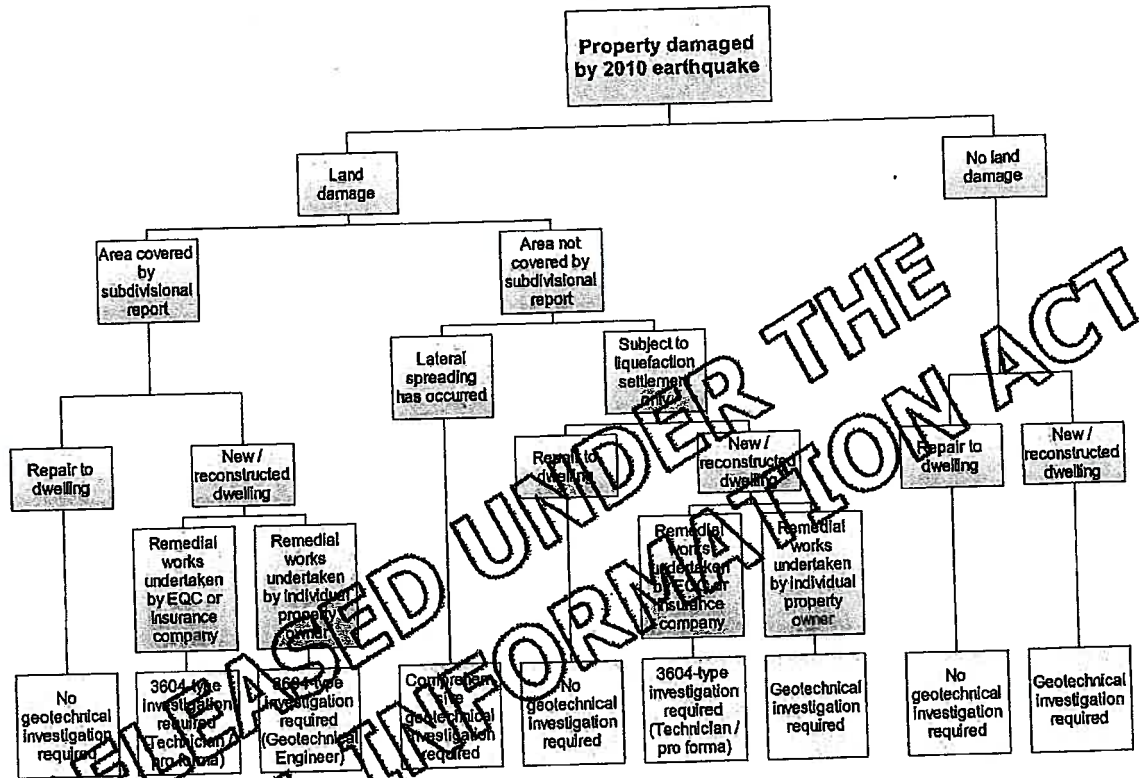 Property damaged
by 2010 earthquake
Land
damage
No land
damage
Area covered
by
subdivisional
report
Area not
covered by
subdivisional
report
Lateral
spreading
has occurred
Subject to
liquefaction
settlement
only
Repair to
dwelling
New /
reconstructed
dwelling
Repair to
dwelling
New /
reconstructed
dwelling
Repair to
dwelling
New /
reconstructed
dwelling
Remedial
works
undertaken
by EQC or
insurance
company
Remedial
works
undertaken
by individual
property
owner
Remedial
works
undertaken
by EQC or
insurance
company
Remedial
works
undertaken
by individual
property
owner
No
geotechnical
investigation
required
3604-type
investigation
required
(Technician /
pro forma)
3604-type
investigation
required
(Geotechnical
Engineer)
site
geotechnical
investigation
required
No
geotechnical
investigation
required
3604-type
investigation
required
(Technician /
pro forma)
Geotechnical
investigation
required
No
geotechnical
investigation
required
Geotechnical
investigation
required
UNDER THE
INFORMATION ACT